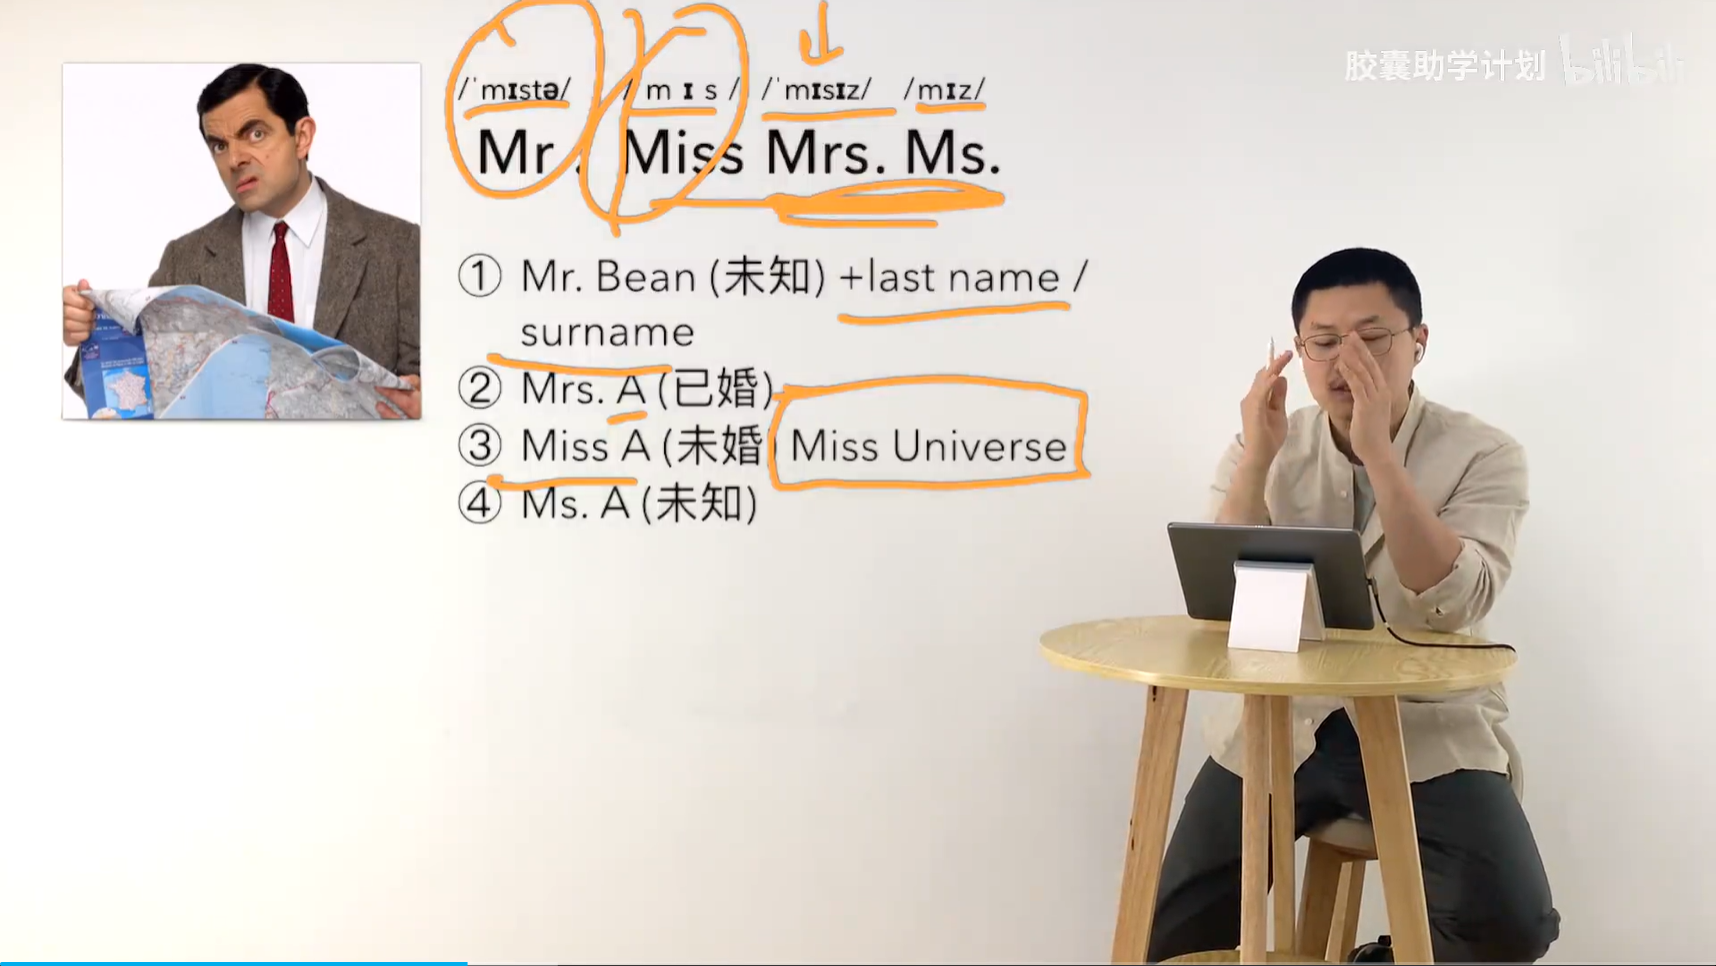 胶囊助学计划 bilibili
/ˈmɪstə/ / m ɪ s / /ˈmɪsɪz/ /mɪz/
Mr. Miss Mrs. Ms.
① Mr. Bean (未知) +last name /
surname
② Mrs. A (已婚)
③ Miss A (未婚 Miss Universe
④ Ms. A (未知)